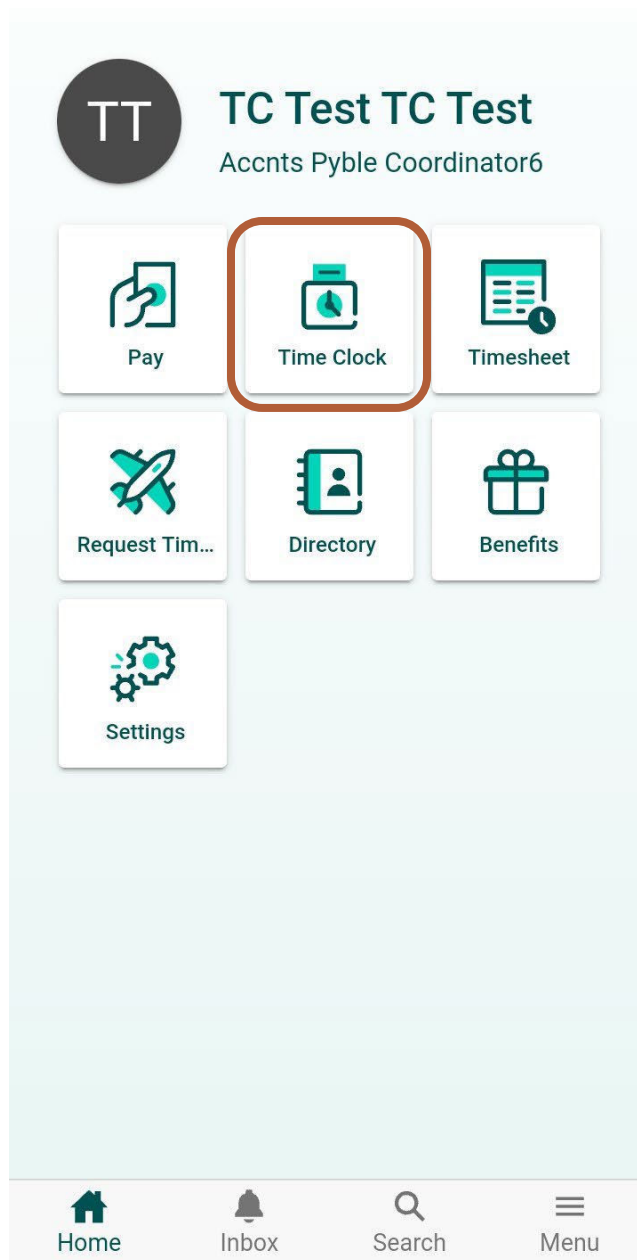 TT
TC Test TC Test
Accnts Pyble Coordinator6
Pay
Time Clock
Timesheet
Request Tim...
Directory
Benefits
Settings
Home
Inbox
Search
Menu